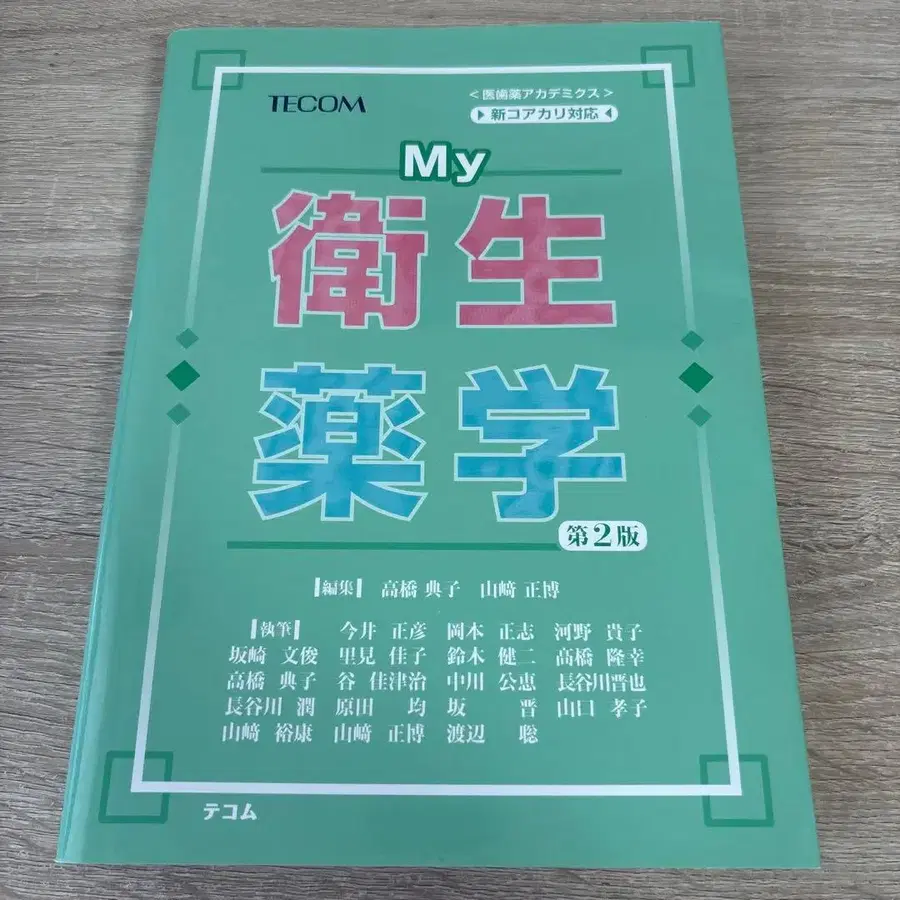 TECOM
<医歯薬アカデミクス>
▶新コアカリ対応◀
My
衛生
薬学
第2版
編集 高橋 典子 山﨑 正博
執筆 今井 正彦 岡本 正志 河野 貴子
坂崎 文俊 里見 佳子 鈴木 健二 高橋 隆幸
高橋 典子 谷 佳津治 中川 公恵 長谷川晋也
長谷川 潤 原田 均 坂 晋 山口 孝子
山﨑 裕康 山﨑 正博 渡辺 聡
テコム